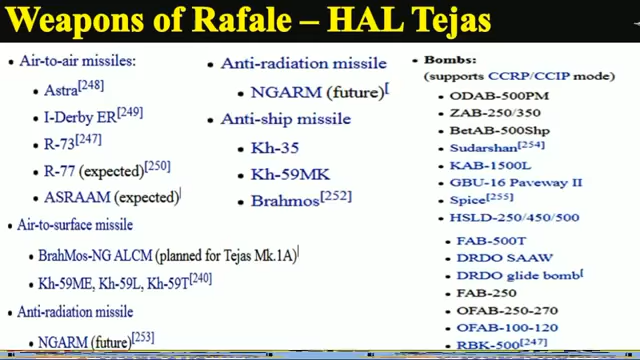 Weapons of Rafale – HAL Tejas
Air-to-air missiles:
Astra[248]
I-Derby ER[249]
R-73[247]
R-77 (expected)[250]
ASRAAM (expected)
Air-to-surface missile
BrahMos-NG ALCM (planned for Tejas Mk.1A)
Kh-59ME, Kh-59L, Kh-59T[240]
Anti-radiation missile
NGARM (future)[253]
Anti-radiation missile
NGARM (future)[
Anti-ship missile
Kh-35
Kh-59MK
Brahmos[252]
Bombs:
(supports CCRP/CCIP mode)
ODAB-500PM
ZAB-250/350
BetAB-500Shp
Sudarshan[254]
KAB-1500L
GBU-16 Paveway II
Spice[255]
HSLD-250/450/500
FAB-500T
DRDO SAAW
DRDO glide bomb[
FAB-250
OFAB-250-270
OFAB-100-120
RBK-500[247]